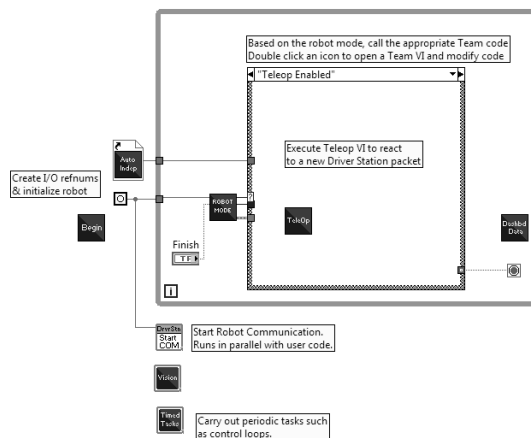 Based on the robot mode, call the appropriate Team code
Double click an icon to open a Team VI and modify code
"Teleop Enabled"
Execute Teleop VI to react
to a new Driver Station packet
Auto
Indep
Create I/O refnums
& initialize robot
Begin
ROBOT
MODE
?
TeleOp
Dashbd
Data
Finish
TF
i
DrvrStn
Start
COM
Start Robot Communication.
Runs in parallel with user code.
Vision
Timed
Tasks
Carry out periodic tasks such
as control loops.